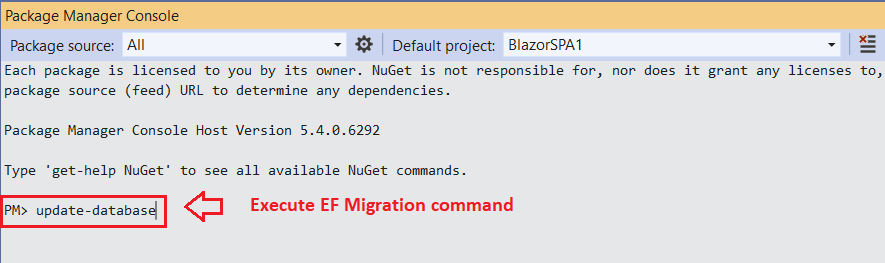 Package Manager Console
Package source: All Default project: BlazorSPA1
Each package is licensed to you by its owner. NuGet is not responsible for, nor does it grant any licenses to,
package source (feed) URL to determine any dependencies.
Package Manager Console Host Version 5.4.0.6292
Type 'get-help NuGet' to see all available NuGet commands.
PM> update-database Execute EF Migration command